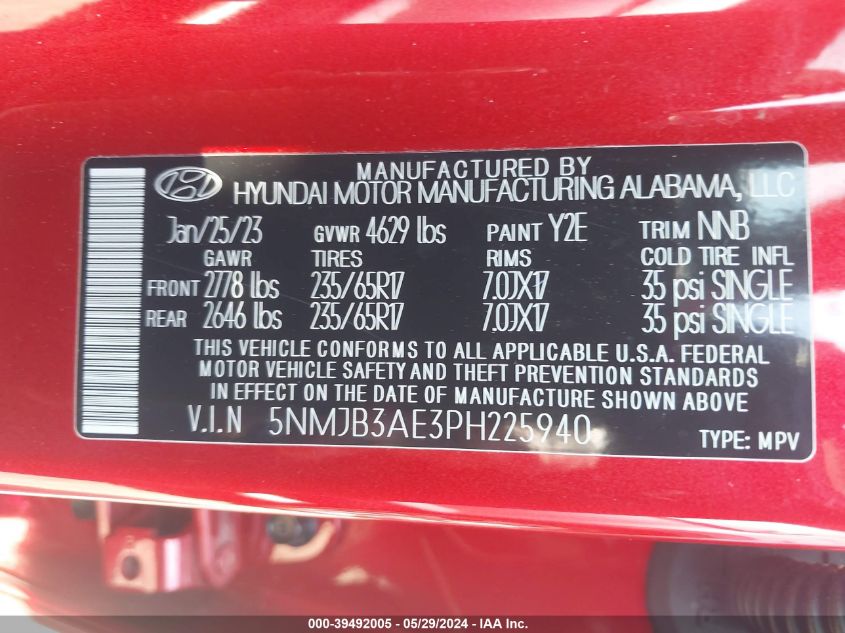 MANUFACTURED BY
HYUNDAI MOTOR MANUFACTURING ALABAMA, LLC
Jan/25/23 GVWR 4629 lbs PAINT Y2E TRIM NNB
GAWR TIRES RIMS COLD TIRE INFL
FRONT 2778 lbs 235/65R17 7.0JX17 35 psi SINGLE
REAR 2646 lbs 235/65R17 7.0JX17 35 psi SINGLE
THIS VEHICLE CONFORMS TO ALL APPLICABLE U.S.A. FEDERAL
MOTOR VEHICLE SAFETY AND THEFT PREVENTION STANDARDS
IN EFFECT ON THE DATE OF MANUFACTURE SHOWN ABOVE.
V.I.N 5NMJB3AE3PH225940 TYPE: MPV
000-39492005 - 05/29/2024 - IAA Inc.